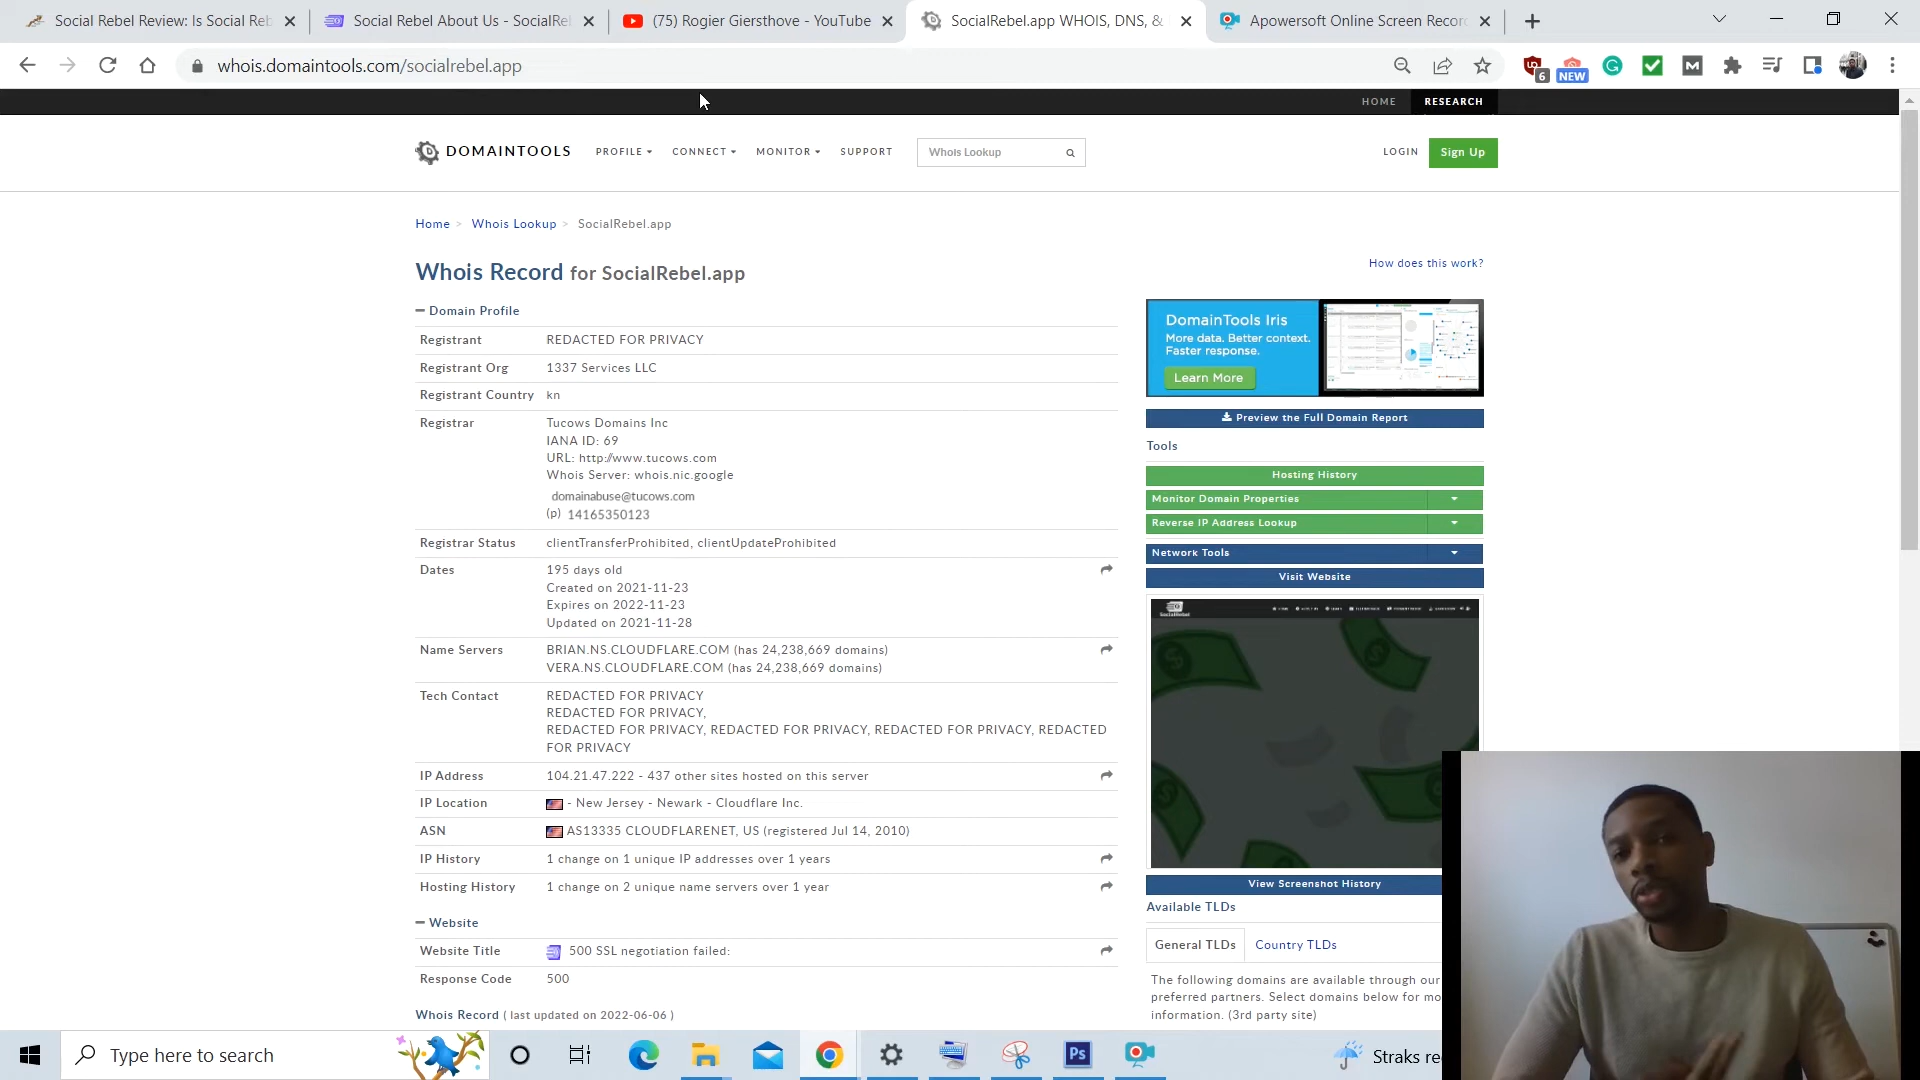 Social Rebel Review: Is Social Reb
Social Rebel About Us - SocialRe
(75) Rogier Giersthove - YouTube
SocialRebel.app WHOIS, DNS, &
Apowersoft Online Screen Recor
whois.domaintools.com/socialrebel.app
6
NEW
HOME
RESEARCH
DOMAINTOOLS
PROFILE
CONNECT
MONITOR
SUPPORT
Whois Lookup
LOGIN
Sign Up
Home > Whois Lookup > SocialRebel.app
Whois Record for SocialRebel.app
How does this work?
Domain Profile
Registrant REDACTED FOR PRIVACY
Registrant Org 1337 Services LLC
Registrant Country kn
Registrar Tucows Domains Inc
IANA ID: 69
URL: http://www.tucows.com
Whois Server: whois.nic.google
domainabuse@tucows.com
(p) 14165350123
Registrar Status clientTransferProhibited, clientUpdateProhibited
Dates 195 days old
Created on 2021-11-23
Expires on 2022-11-23
Updated on 2021-11-28
Name Servers BRIAN.NS.CLOUDFLARE.COM (has 24,238,669 domains)
VERA.NS.CLOUDFLARE.COM (has 24,238,669 domains)
Tech Contact REDACTED FOR PRIVACY
REDACTED FOR PRIVACY,
REDACTED FOR PRIVACY, REDACTED FOR PRIVACY, REDACTED FOR PRIVACY, REDACTED
FOR PRIVACY
IP Address 104.21.47.222 - 437 other sites hosted on this server
IP Location - New Jersey - Newark - Cloudflare Inc.
ASN AS13335 CLOUDFLARENET, US (registered Jul 14, 2010)
IP History 1 change on 1 unique IP addresses over 1 years
Hosting History 1 change on 2 unique name servers over 1 year
Website
Website Title 500 SSL negotiation failed:
Response Code 500
Whois Record ( last updated on 2022-06-06 )
DomainTools Iris
More data. Better context.
Faster response.
Learn More
Preview the Full Domain Report
Tools
Hosting History
Monitor Domain Properties
Reverse IP Address Lookup
Network Tools
Visit Website
View Screenshot History
Available TLDs
General TLDs
Country TLDs
The following domains are available through our
preferred partners. Select domains below for mo
information. (3rd party site)
Type here to search
Ps
Straks re